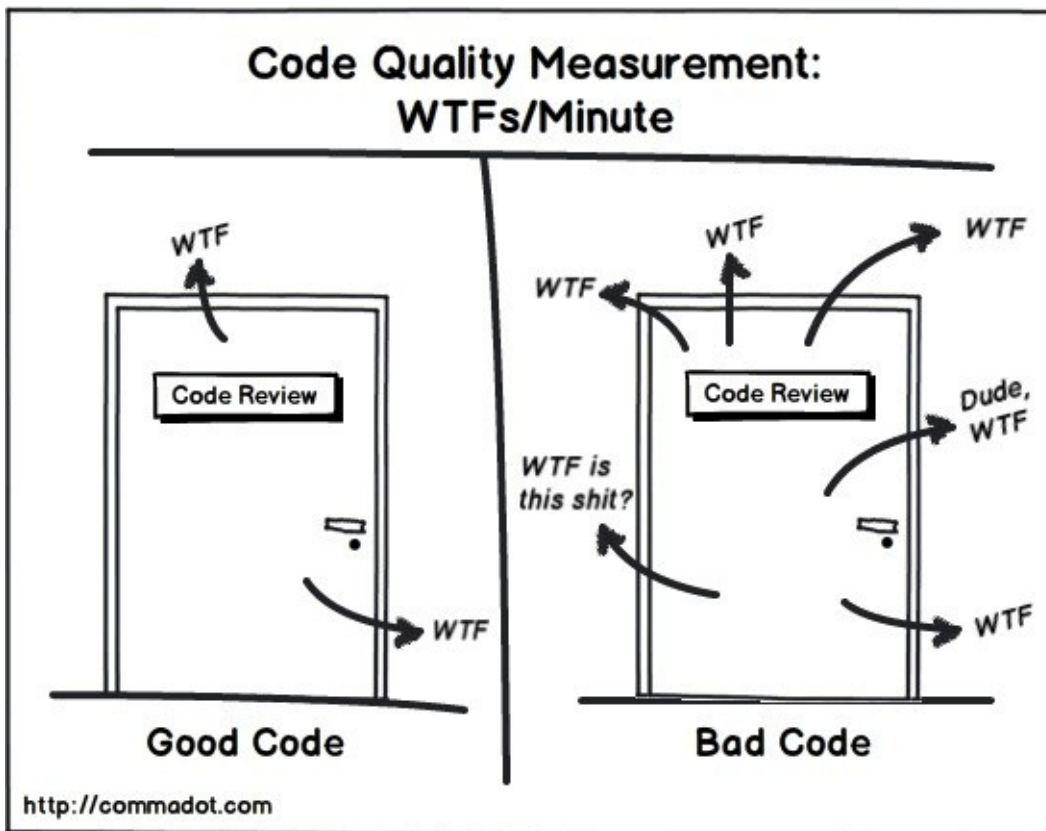 Code Quality Measurement:
WTFs/Minute
WTF
Code Review
WTF
Good Code
WTF
WTF
WTF
Code Review
Dude,
WTF
WTF is
this shit?
WTF
Bad Code
http://commadot.com